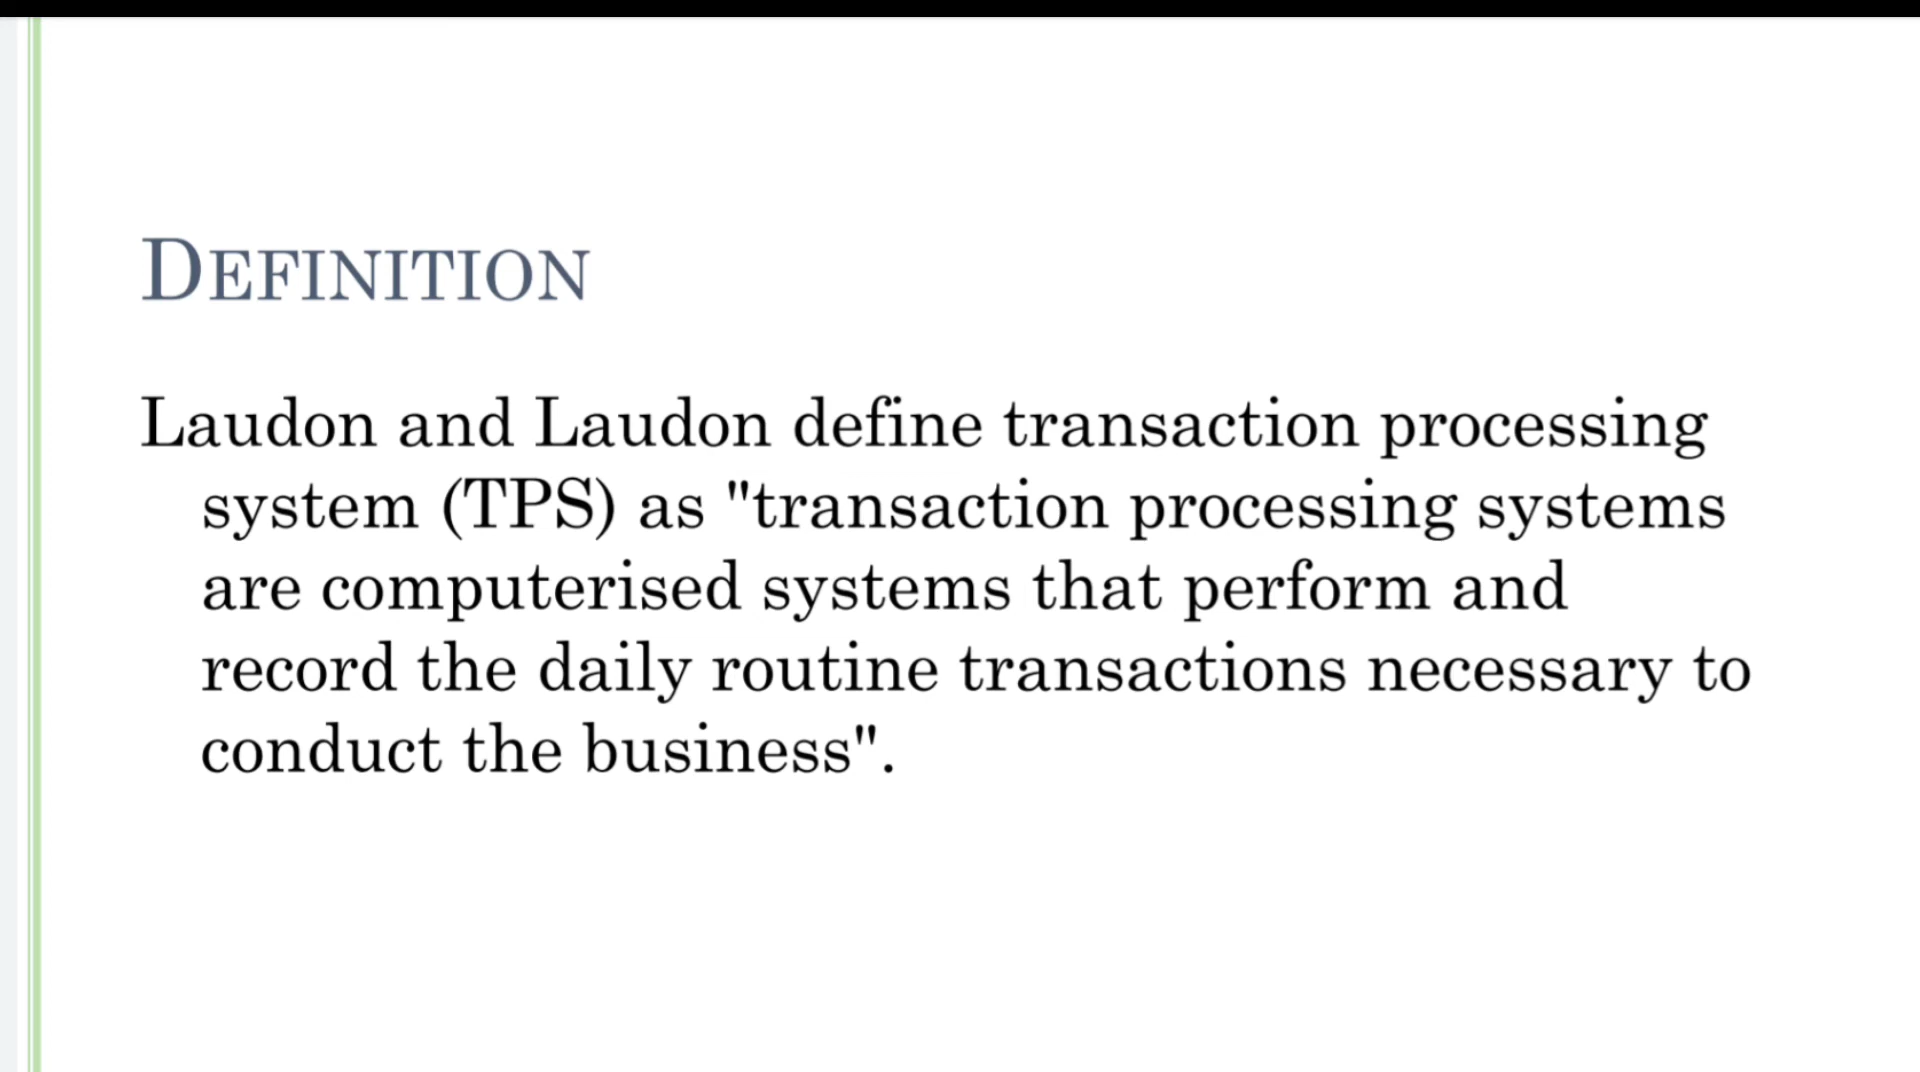 DEFINITION
Laudon and Laudon define transaction processing
system (TPS) as "transaction processing systems
are computerised systems that perform and
record the daily routine transactions necessary to
conduct the business".